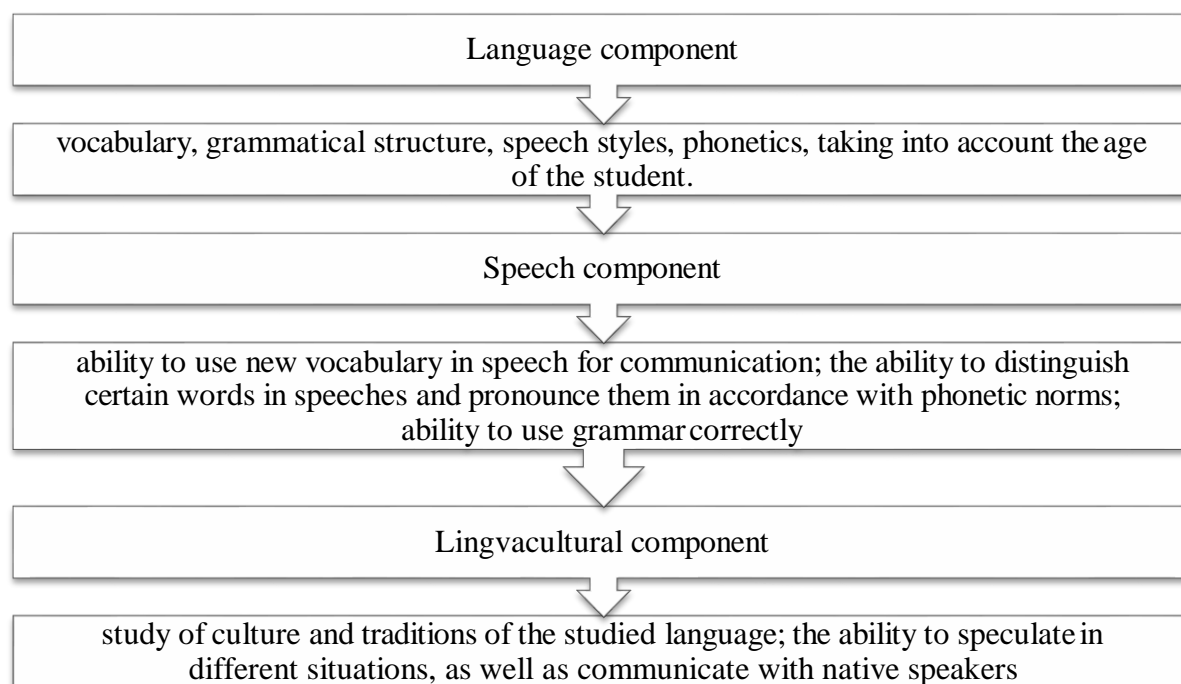 Language component
vocabulary, grammatical structure, speech styles, phonetics, taking into account the age
of the student.
Speech component
ability to use new vocabulary in speech for communication; the ability to distinguish
certain words in speeches and pronounce them in accordance with phonetic norms;
ability to use grammar correctly
Lingvacultural component
study of culture and traditions of the studied language; the ability to speculate in
different situations, as well as communicate with native speakers